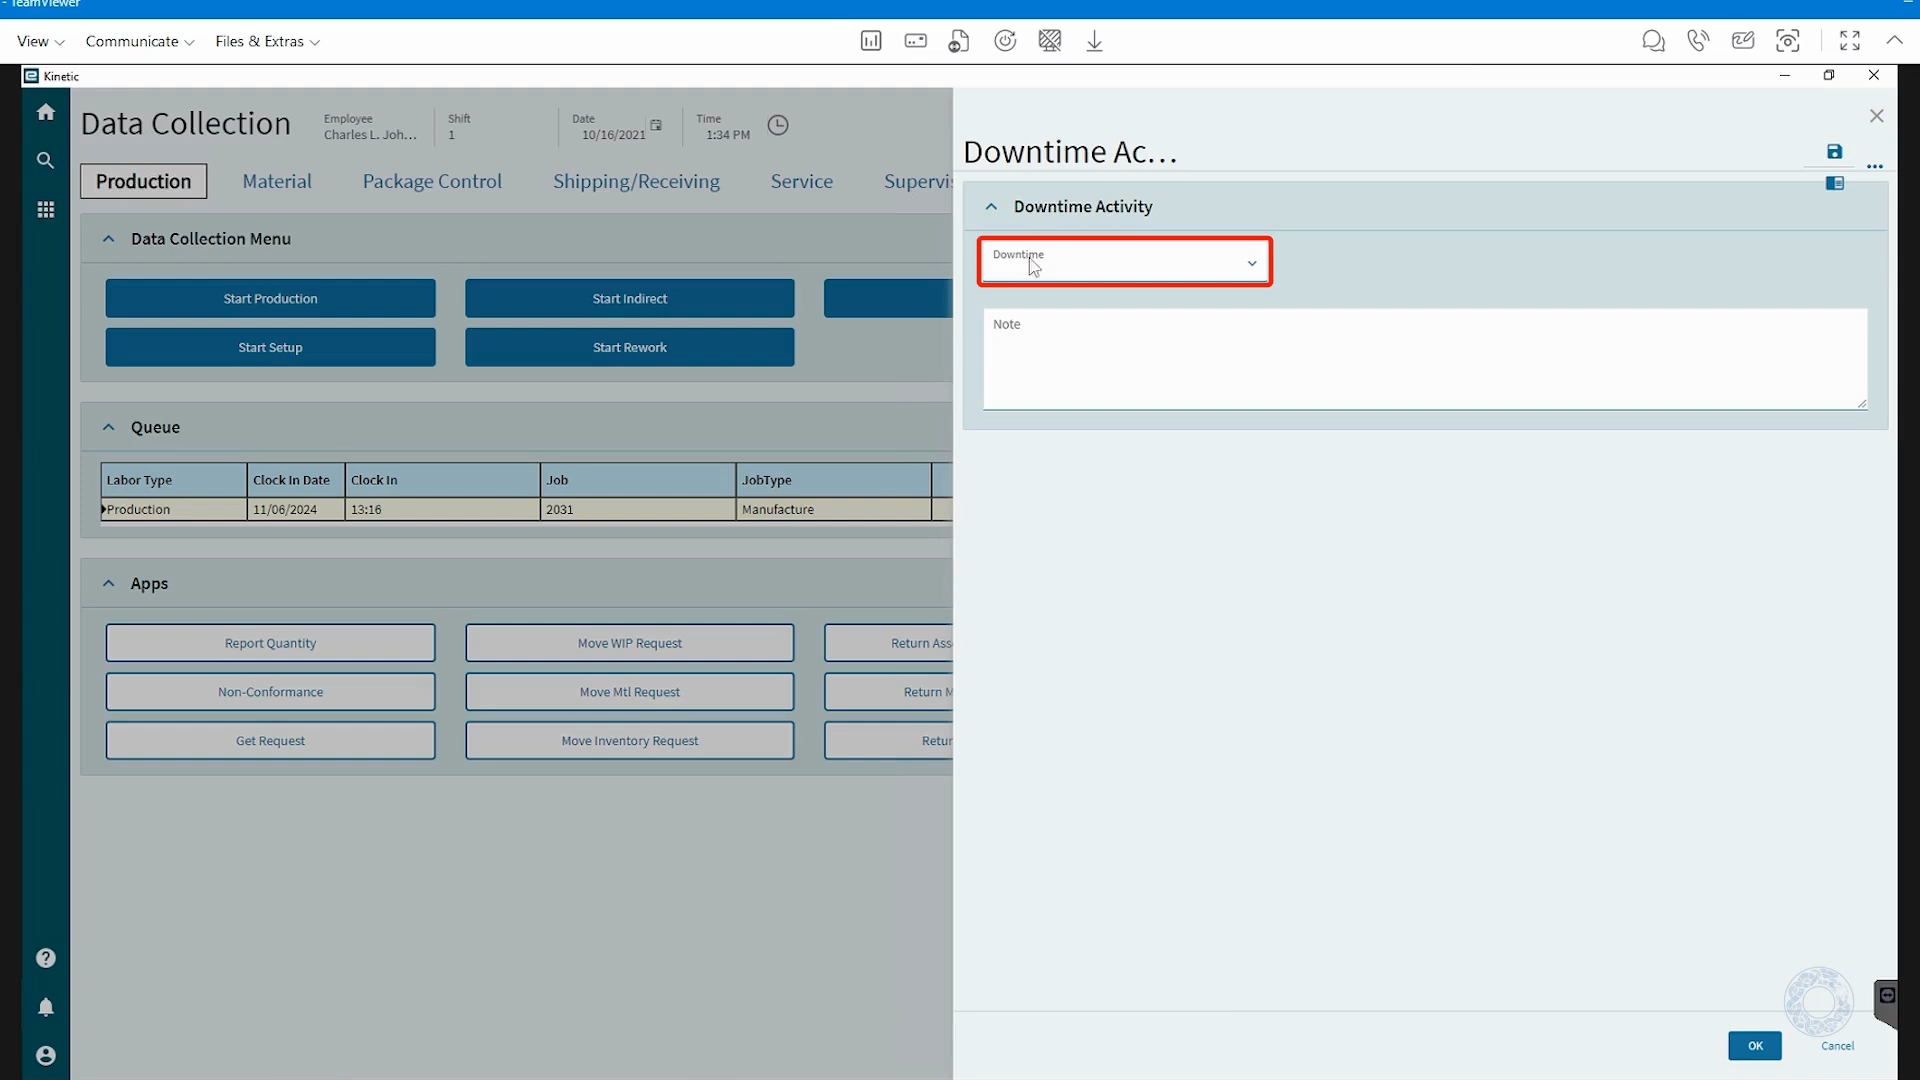 - TeamViewer
View
Communicate
Files & Extras
Kinetic
Data Collection
Employee
Charles L. Joh...
Shift
1
Date
10/16/2021
Time
1:34 PM
Production
Material
Package Control
Shipping/Receiving
Service
Supervis
Data Collection Menu
Start Production
Start Indirect
Start Setup
Start Rework
Queue
Labor Type Clock In Date Clock In Job JobType
Production 11/06/2024 13:16 2031 Manufacture
Apps
Report Quantity
Move WIP Request
Return Ass
Non-Conformance
Move Mtl Request
Return M
Get Request
Move Inventory Request
Retur
Downtime Ac...
Downtime Activity
Downtime
Note
OK
Cancel